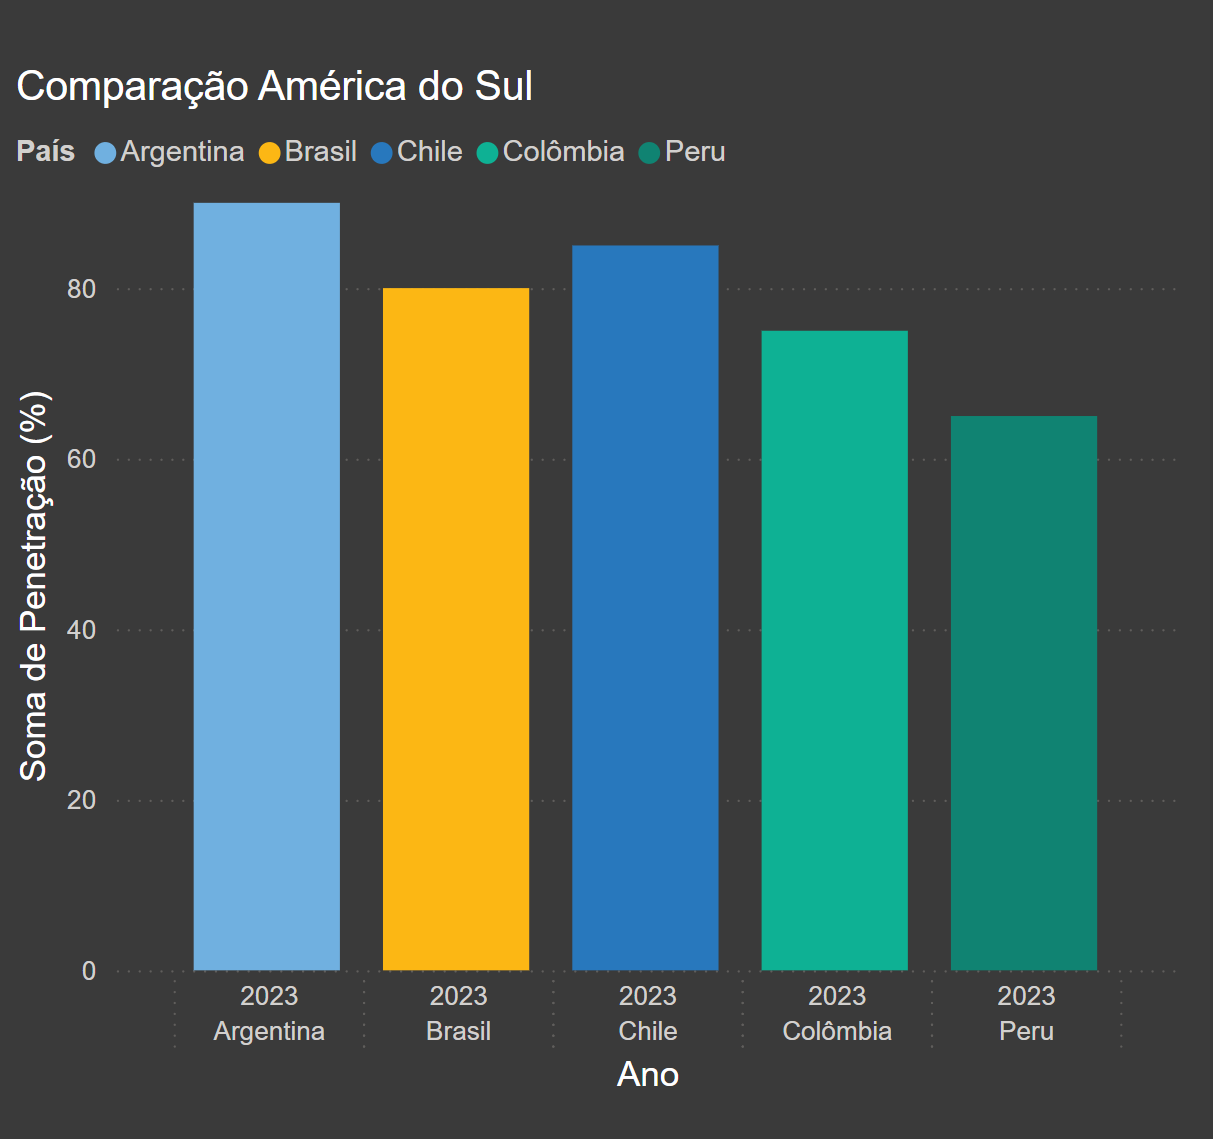 Comparação América do Sul
País Argentina Brasil Chile Colômbia Peru
80
60
40
20
0
Soma de Penetração (%)
2023 2023 2023 2023 2023
Argentina Brasil Chile Colômbia Peru
Ano